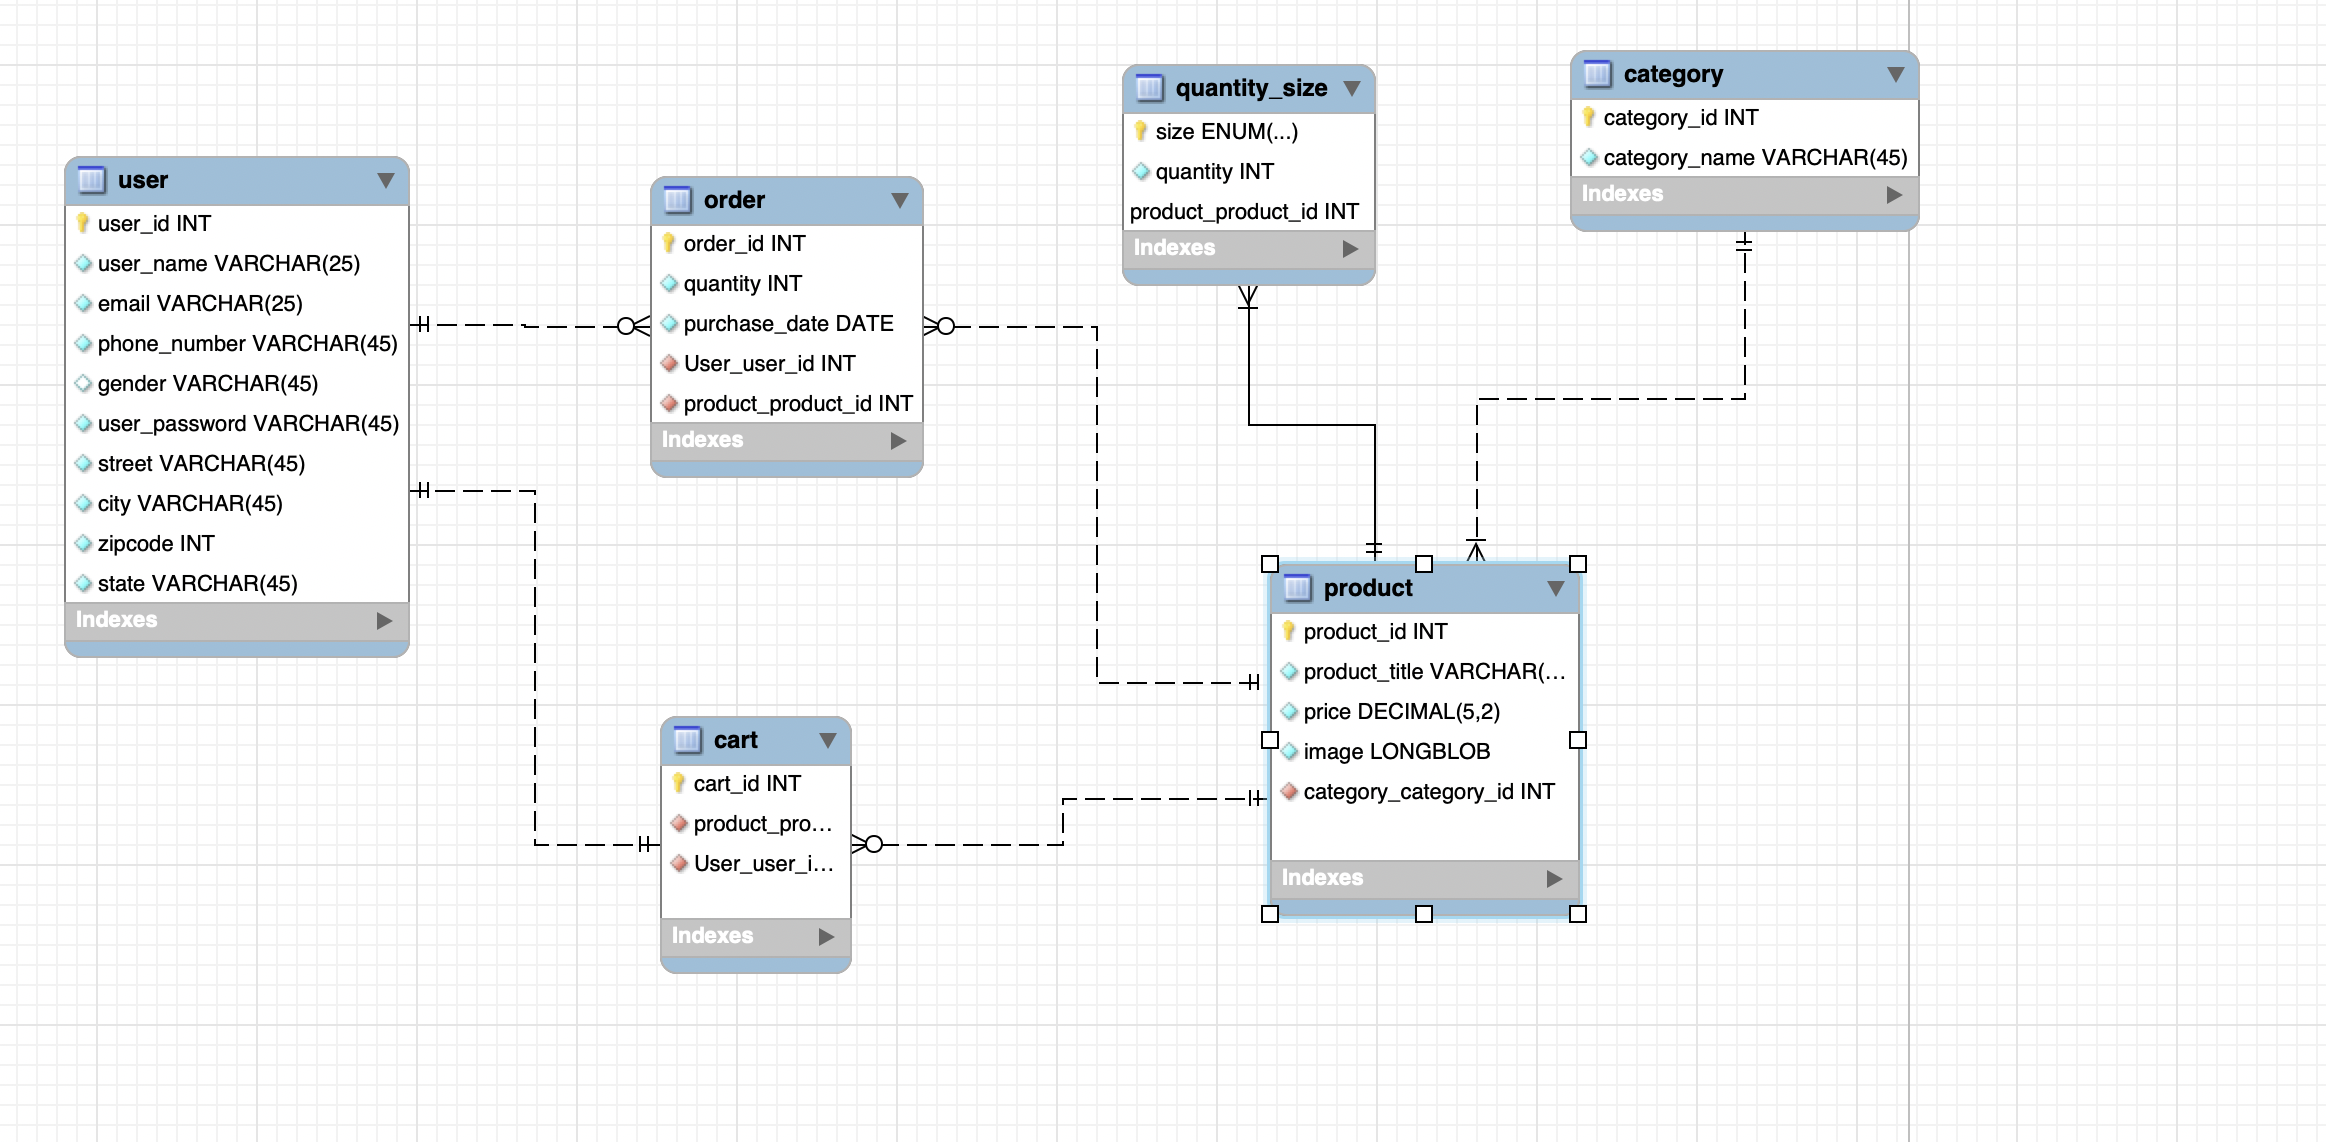 user
user_id INT
user_name VARCHAR(25)
email VARCHAR(25)
phone_number VARCHAR(45)
gender VARCHAR(45)
user_password VARCHAR(45)
street VARCHAR(45)
city VARCHAR(45)
zipcode INT
state VARCHAR(45)
Indexes
order
order_id INT
quantity INT
purchase_date DATE
User_user_id INT
product_product_id INT
Indexes
quantity_size
size ENUM(...)
quantity INT
product_product_id INT
Indexes
category
category_id INT
category_name VARCHAR(45)
Indexes
cart
cart_id INT
product_pro...
User_user_i...
Indexes
product
product_id INT
product_title VARCHAR(...
price DECIMAL(5,2)
image LONGBLOB
category_category_id INT
Indexes